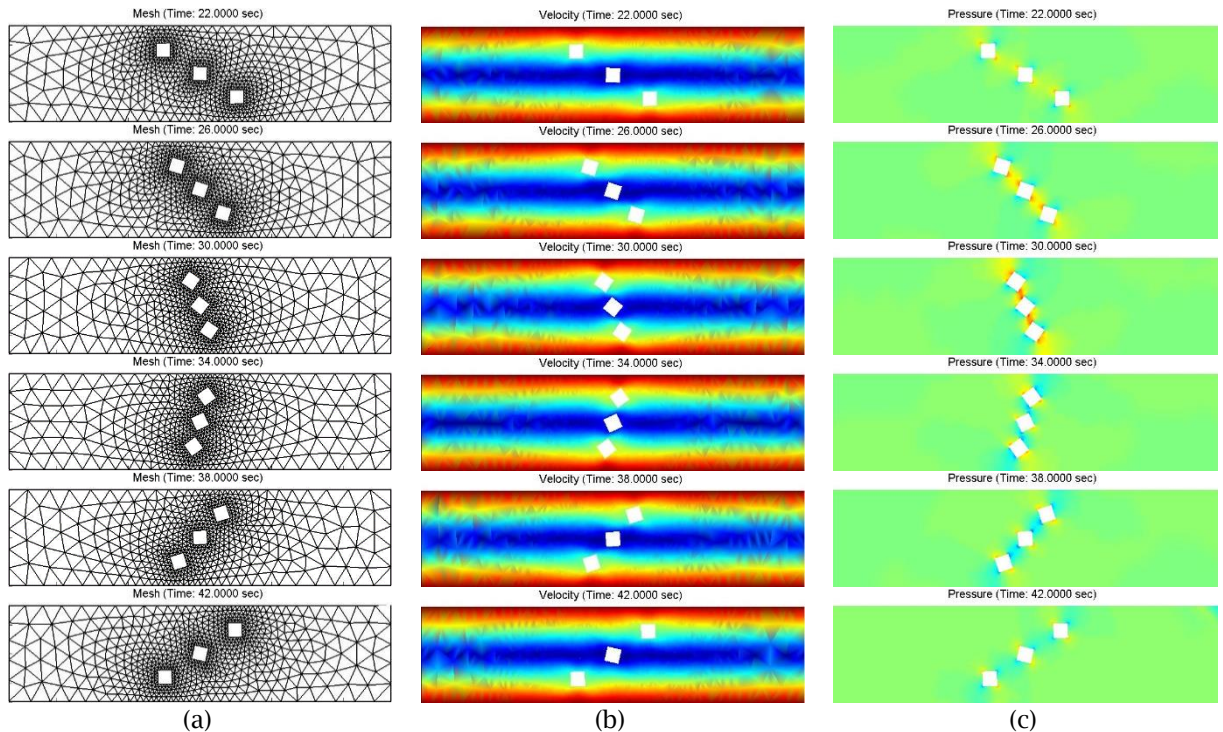 Mesh (Time: 22.0000 sec)
Velocity (Time: 22.0000 sec)
Pressure (Time: 22.0000 sec)
Mesh (Time: 26.0000 sec)
Velocity (Time: 26.0000 sec)
Pressure (Time: 26.0000 sec)
Mesh (Time: 30.0000 sec)
Velocity (Time: 30.0000 sec)
Pressure (Time: 30.0000 sec)
Mesh (Time: 34.0000 sec)
Velocity (Time: 34.0000 sec)
Pressure (Time: 34.0000 sec)
Mesh (Time: 38.0000 sec)
Velocity (Time: 38.0000 sec)
Pressure (Time: 38.0000 sec)
Mesh (Time: 42.0000 sec)
Velocity (Time: 42.0000 sec)
Pressure (Time: 42.0000 sec)
(a)
(b)
(c)